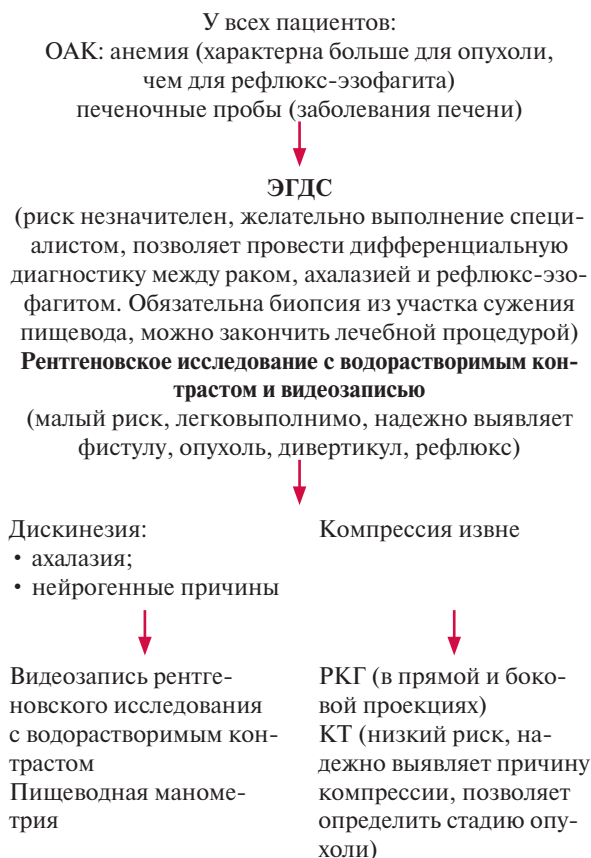 У всех пациентов:
ОАК: анемия (характерна больше для опухоли,
чем для рефлюкс-эзофагита)
печеночные пробы (заболевания печени)
ЭГДС
(риск незначителен, желательно выполнение специ-
алистом, позволяет провести дифференциальную
диагностику между раком, ахалазией и рефлюкс-эзо-
фагитом. Обязательна биопсия из участка сужения
пищевода, можно закончить лечебной процедурой)
Рентгеновское исследование с водорастворимым кон-
трастом и видеозаписью
(малый риск, легковыполнимо, надежно выявляет
фистулу, опухоль, дивертикул, рефлюкс)
Дискинезия:
• ахалазия;
• нейрогенные причины
Видеозапись рентге-
новского исследования
с водорастворимым кон-
трастом
Пищеводная маноме-
трия
Компрессия извне
РКГ (в прямой и боко-
вой проекциях)
КТ (низкий риск, на-
дежно выявляет причину
компрессии, позволяет
определить стадию опу-
холи)